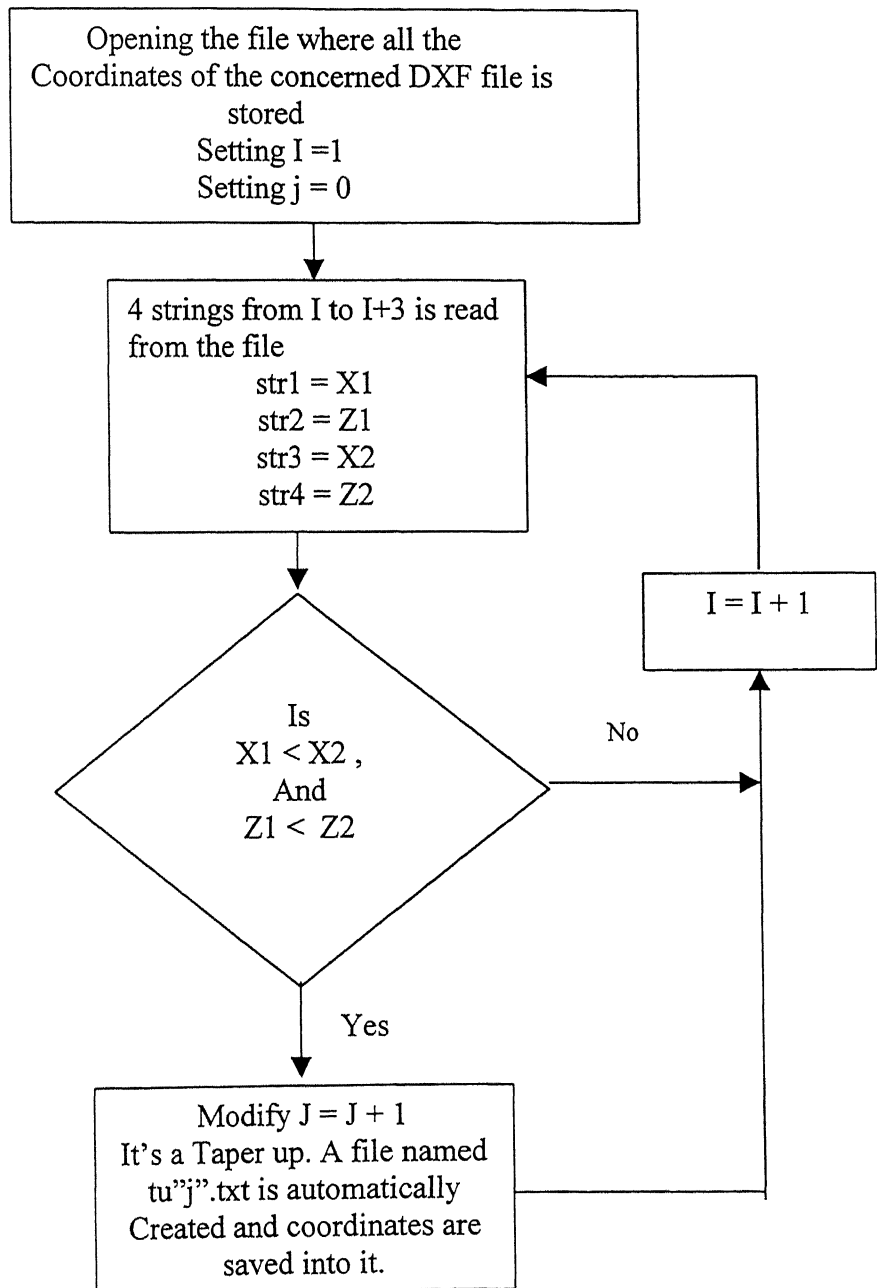 Opening the file where all the
Coordinates of the concerned DXF file is
stored
Setting I =1
Setting j = 0
4 strings from I to I+3 is read
from the file
str1 = X1
str2 = Z1
str3 = X2
str4 = Z2
I = I + 1
Is
X1 < X2 ,
And
Z1 < Z2
No
Yes
Modify J = J + 1
It's a Taper up. A file named
tu”j”.txt is automatically
Created and coordinates are
saved into it.